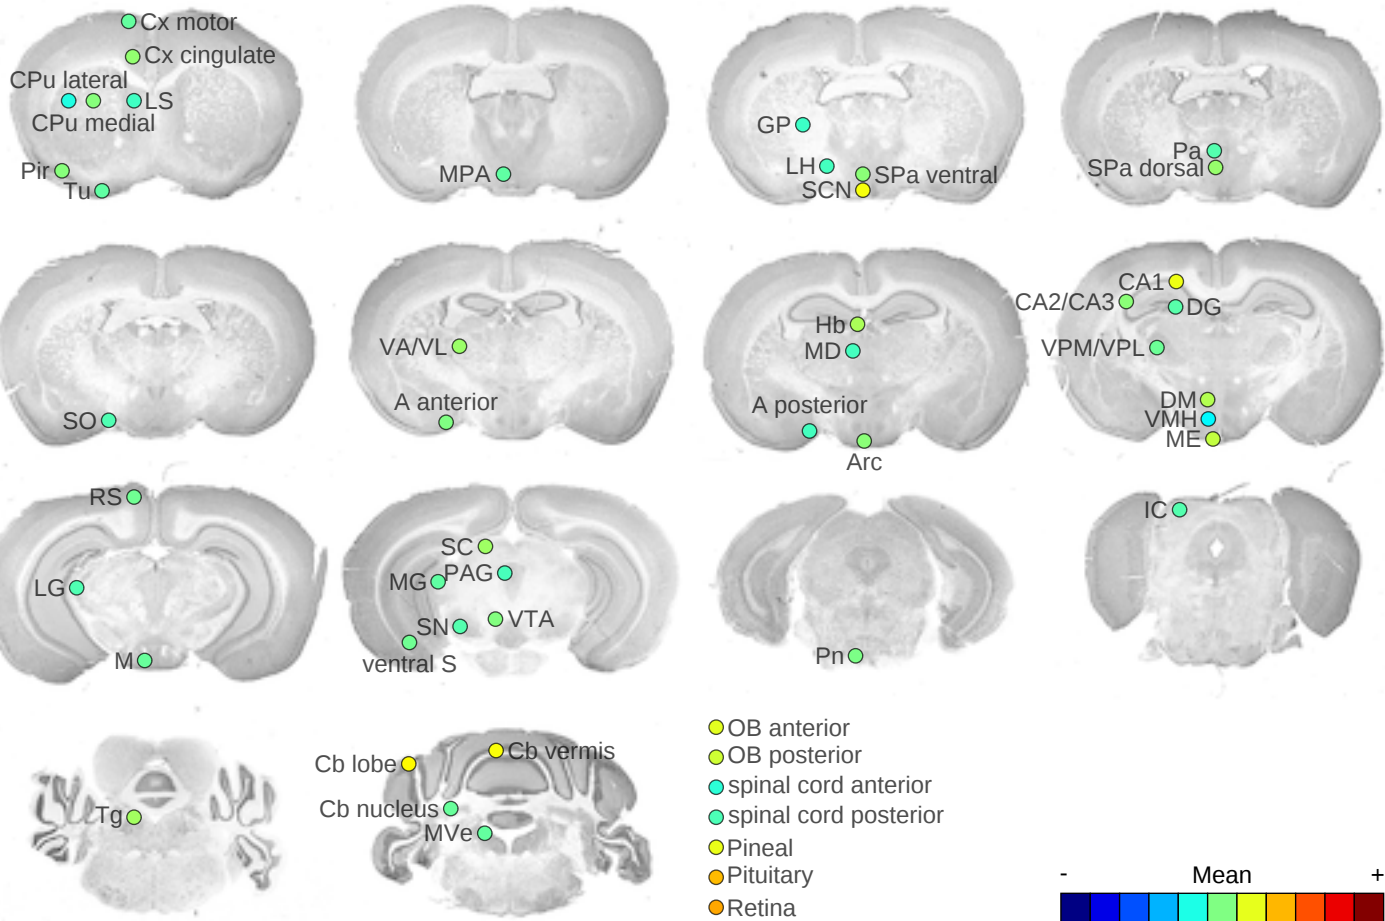 Cx motor
Cx cingulate
CPu lateral
LS
CPu medial
Pir
Tu
MPA
GP
LH
SPa ventral
SCN
Pa
SPa dorsal
SO
VA/VL
A anterior
Hb
MD
A posterior
Arc
CA1
CA2/CA3
DG
VPM/VPL
DM
VMH
ME
RS
LG
M
SC
MG
PAG
SN
VTA
ventral S
Pn
IC
Tg
Cb lobe
Cb vermis
Cb nucleus
MVe
OB anterior
OB posterior
spinal cord anterior
spinal cord posterior
Pineal
Pituitary
Retina
- Mean +